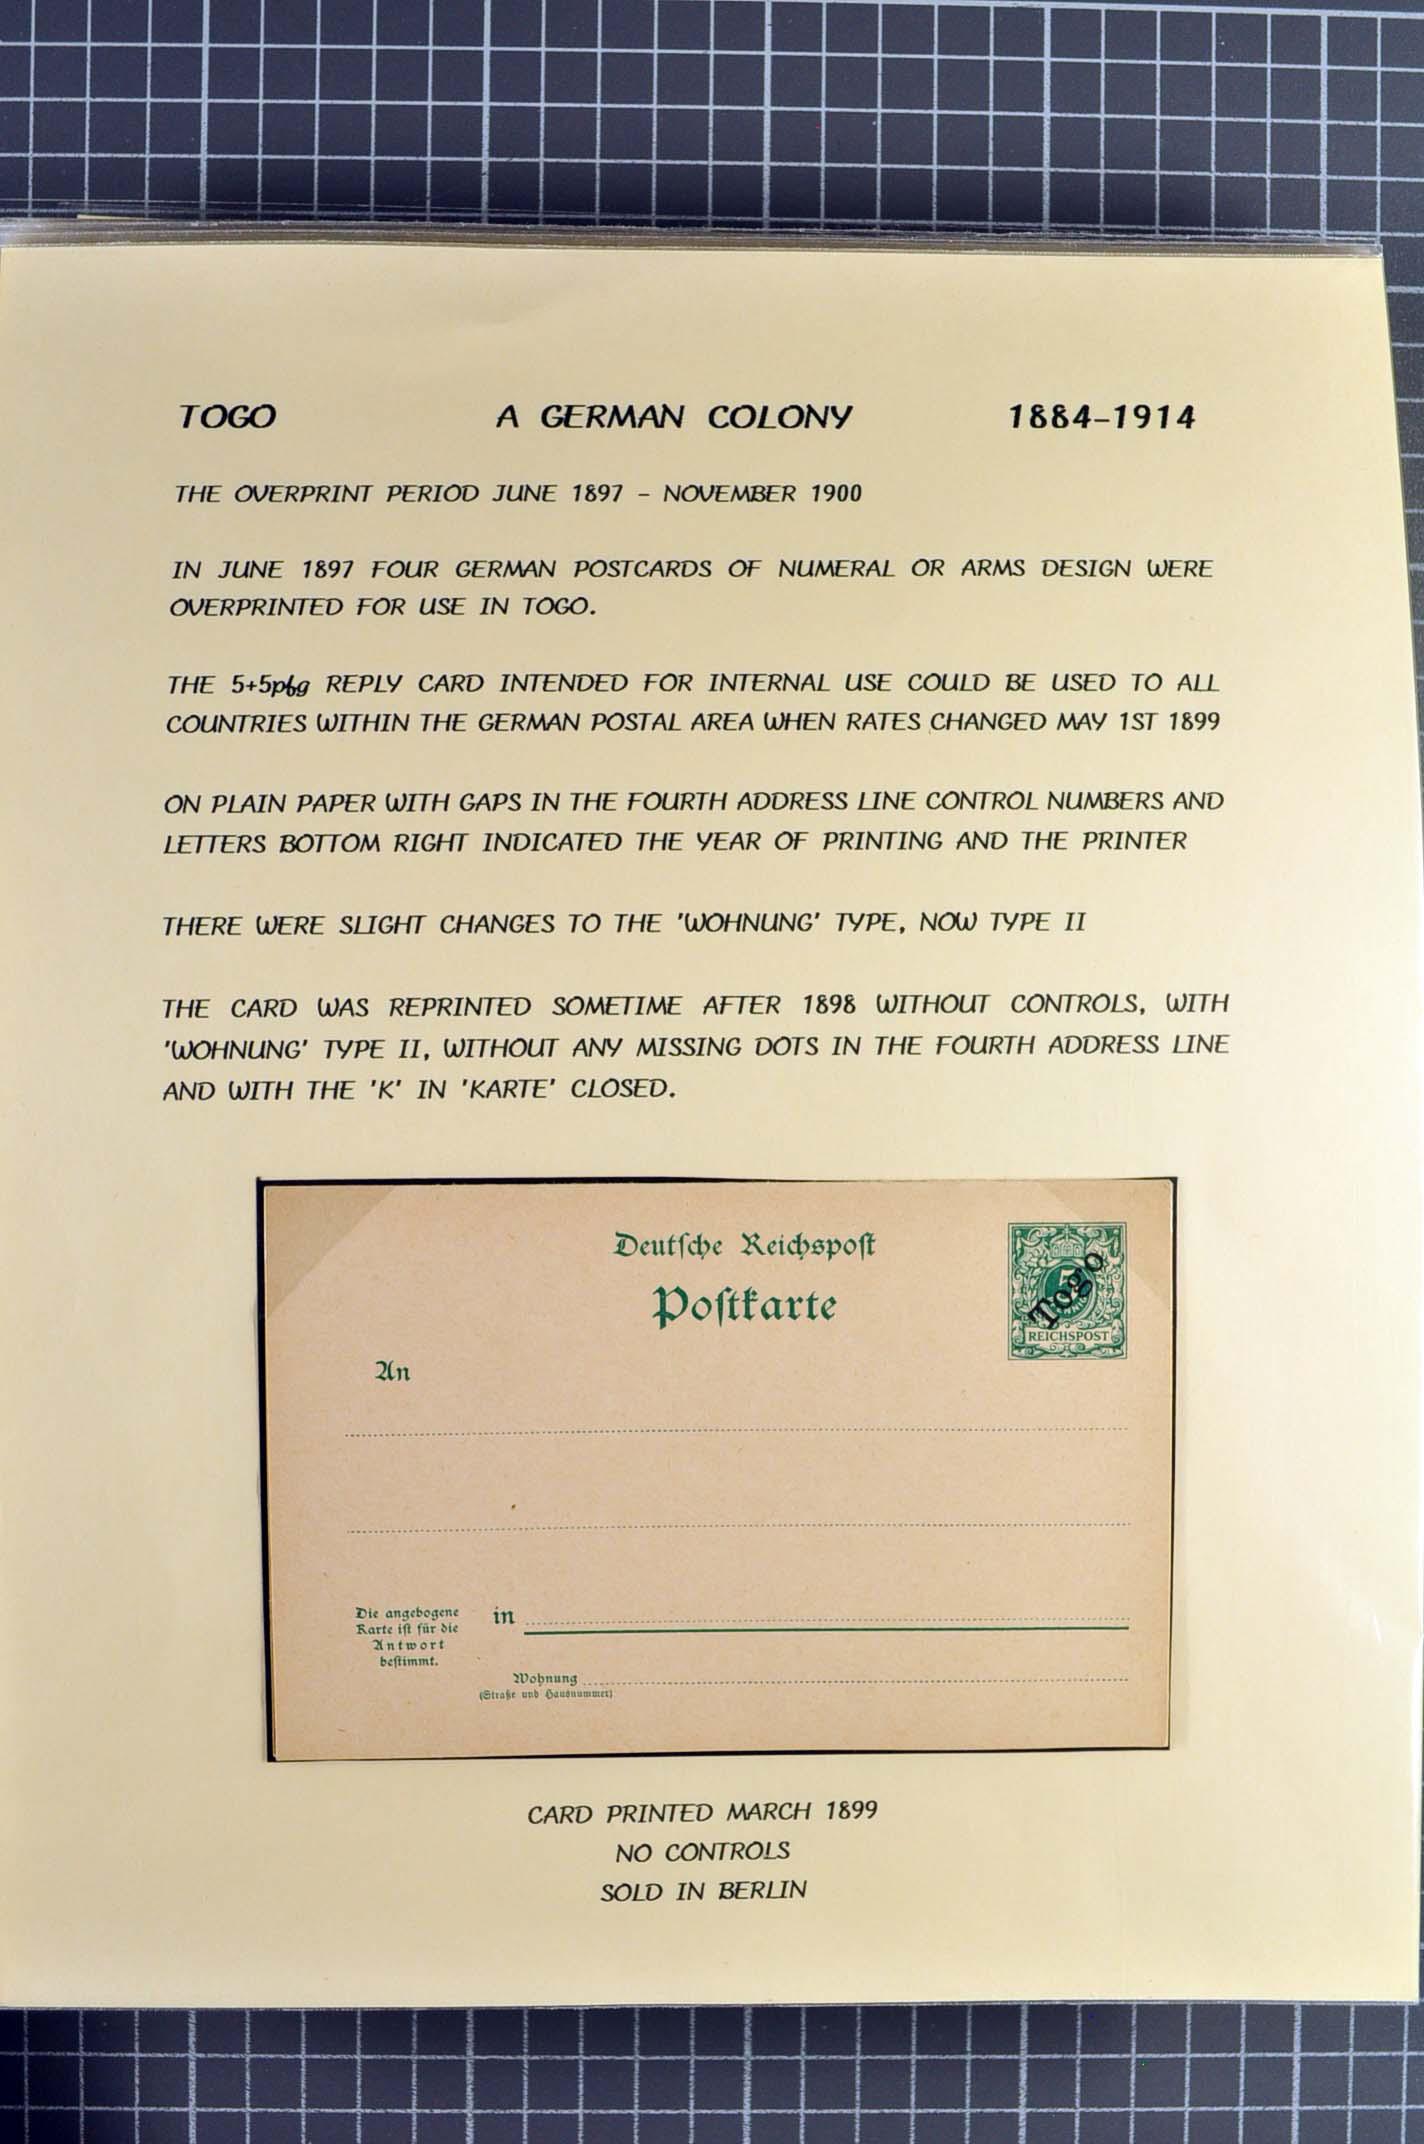 TOGO A GERMAN COLONY 1884-1914
THE OVERPRINT PERIOD JUNE 1897 - NOVEMBER 1900
IN JUNE 1897 FOUR GERMAN POSTCARDS OF NUMERAL OR ARMS DESIGN WERE
OVERPRINTED FOR USE IN TOGO.
THE 5+5pfg REPLY CARD INTENDED FOR INTERNAL USE COULD BE USED TO ALL
COUNTRIES WITHIN THE GERMAN POSTAL AREA WHEN RATES CHANGED MAY 1ST 1899
ON PLAIN PAPER WITH GAPS IN THE FOURTH ADDRESS LINE CONTROL NUMBERS AND
LETTERS BOTTOM RIGHT INDICATED THE YEAR OF PRINTING AND THE PRINTER
THERE WERE SLIGHT CHANGES TO THE 'WOHNUNG' TYPE, NOW TYPE II
THE CARD WAS REPRINTED SOMETIME AFTER 1898 WITHOUT CONTROLS, WITH
'WOHNUNG' TYPE II, WITHOUT ANY MISSING DOTS IN THE FOURTH ADDRESS LINE
AND WITH THE 'K' IN 'KARTE' CLOSED.
Deutsche Reichspost
Postkarte
5
Togo
REICHSPOST
An
in
Die angebogene
Karte ist für die
Antwort
bestimmt.
Wohnung
(Straße und Hausnummer)
CARD PRINTED MARCH 1899
NO CONTROLS
SOLD IN BERLIN